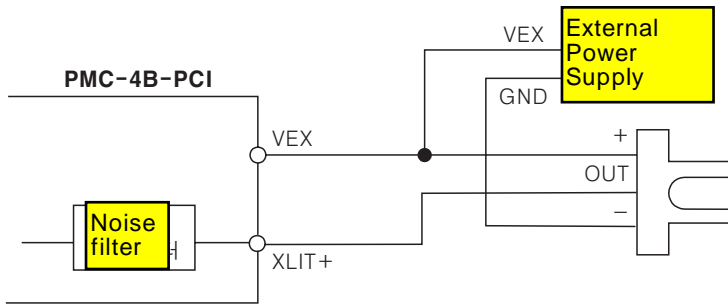 VEX
External
Power
Supply
PMC-4B-PCI
GND
VEX
+
OUT
−
Noise
filter
XLIT+